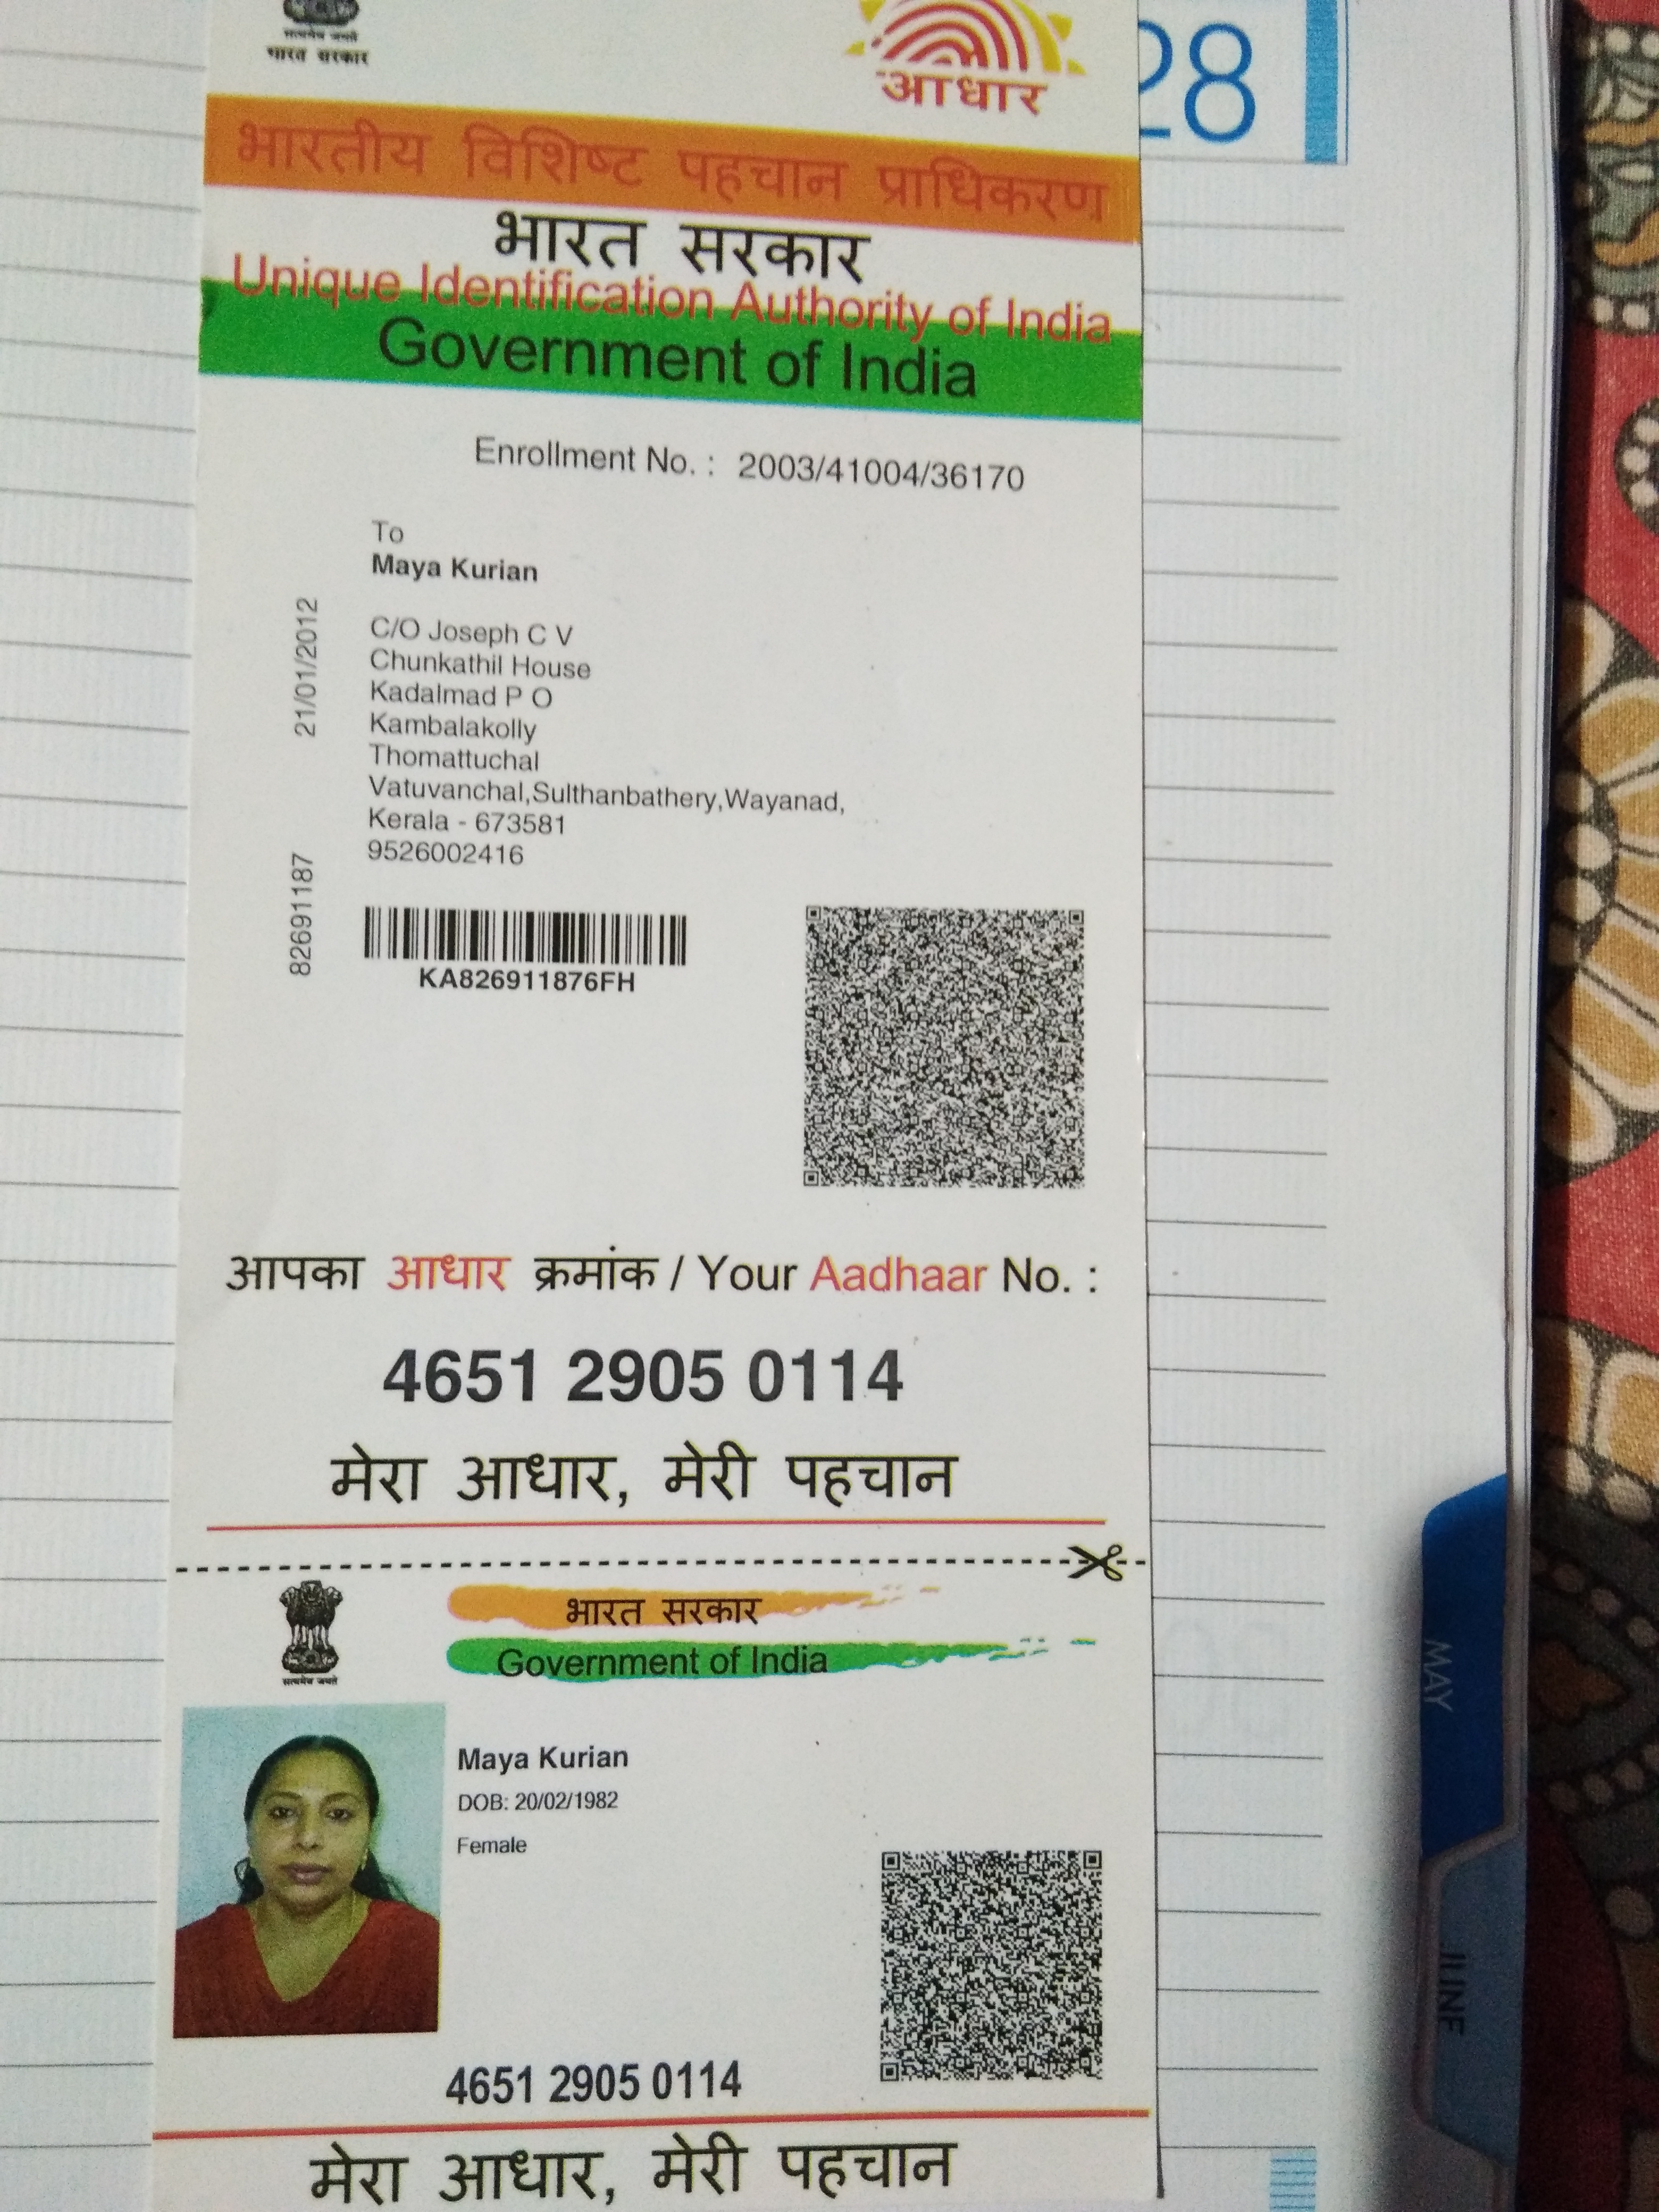 सत्यमेव जयते
भारत सरकार
आधार
28
भारतीय विशिष्ट पहचान प्राधिकरण
भारत सरकार
Unique Identification Authority of India
Government of India
Enrollment No. : 2003/41004/36170
To
Maya Kurian
C/O Joseph C V
Chunkathil House
Kadalmad P O
Kambalakolly
Thomattuchal
Vatuvanchal,Sulthanbathery,Wayanad,
Kerala - 673581
9526002416
21/01/2012
82691187
KA826911876FH
आपका आधार क्रमांक / Your Aadhaar No. :
4651 2905 0114
मेरा आधार, मेरी पहचान
सत्यमेव जयते
भारत सरकार
Government of India
Maya Kurian
DOB: 20/02/1982
Female
4651 2905 0114
मेरा आधार, मेरी पहचान
MAY
JUNE